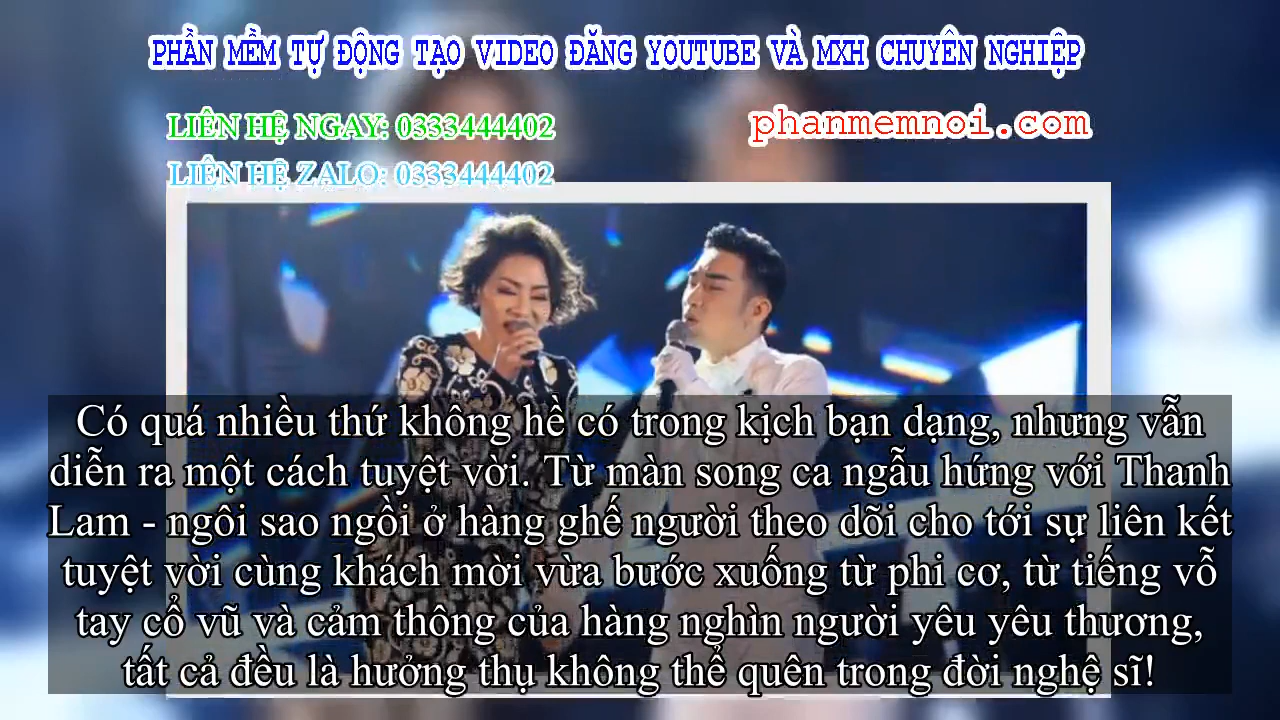 PHẦN MỀM TỰ ĐỘNG TẠO VIDEO ĐĂNG YOUTUBE VÀ MXH CHUYÊN NGHIỆP
LIÊN HỆ NGAY: 0333444402
phanmemnoi.com
LIÊN HỆ ZALO: 0333444402
Có quá nhiều thứ không hề có trong kịch bạn dạng, nhưng vẫn
diễn ra một cách tuyệt vời. Từ màn song ca ngẫu hứng với Thanh
Lam - ngôi sao ngồi ở hàng ghế người theo dõi cho tới sự liên kết
tuyệt vời cùng khách mời vừa bước xuống từ phi cơ, từ tiếng vỗ
tay cổ vũ và cảm thông của hàng nghìn người yêu yêu thương,
tất cả đều là hưởng thụ không thể quên trong đời nghệ sĩ!